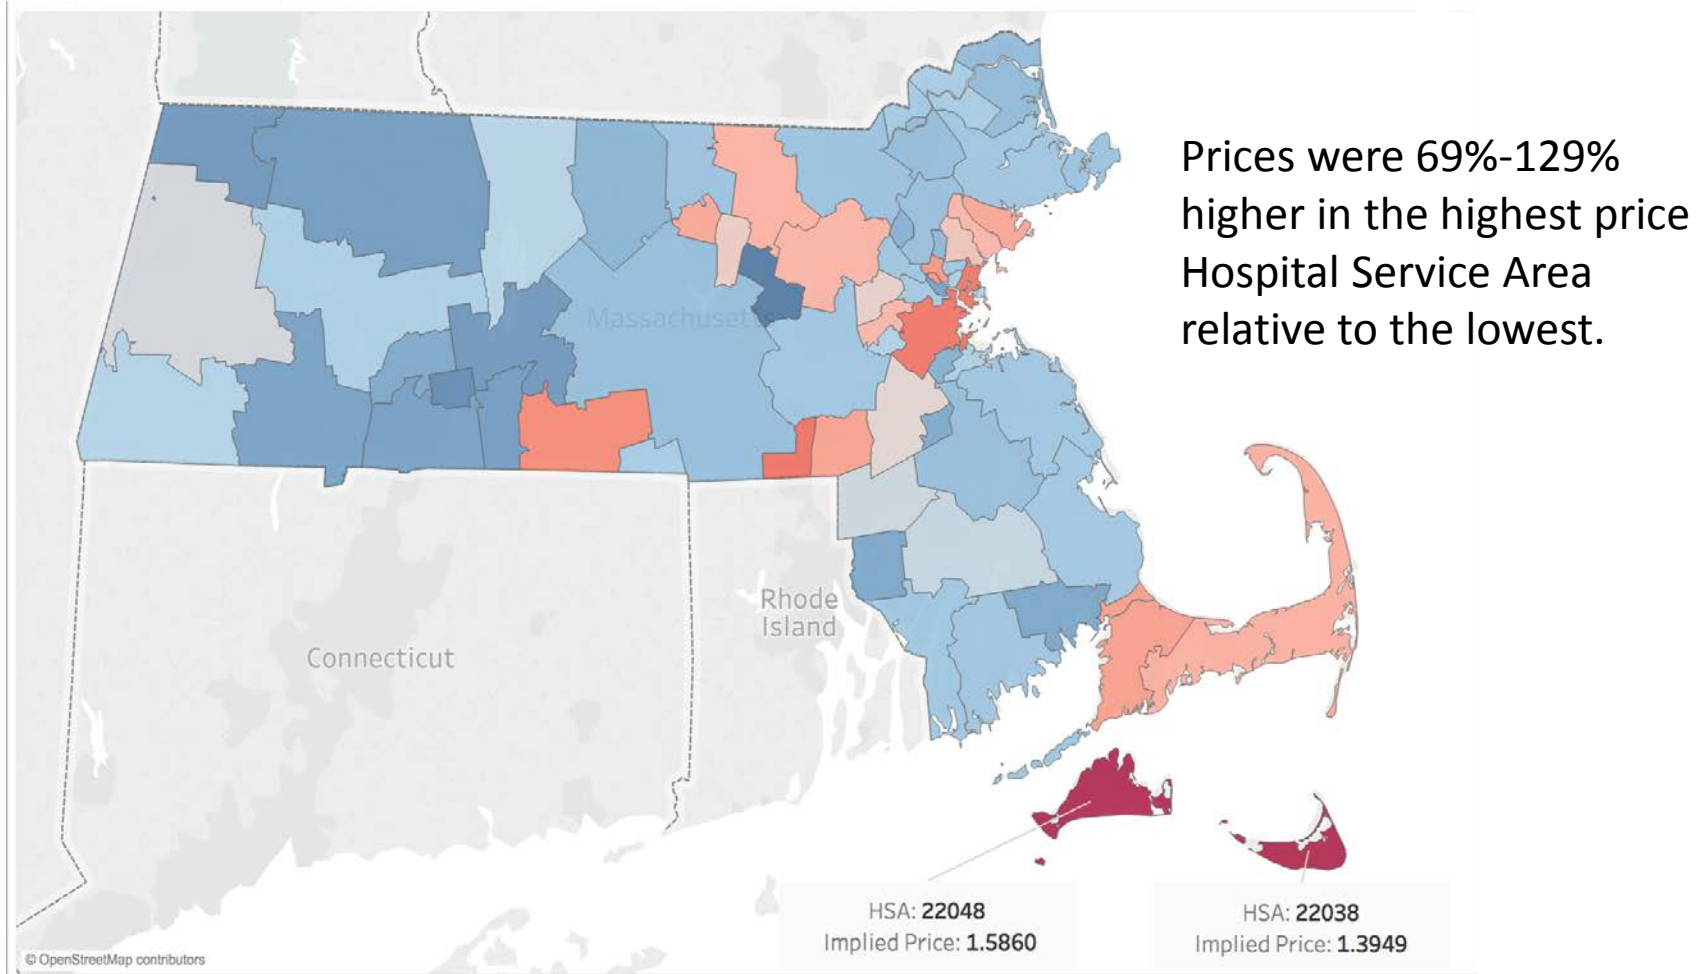 Prices were 69%-129%
higher in the highest price
Hospital Service Area
relative to the lowest.
Massachusetts
Rhode
Island
Connecticut
HSA: 22048
Implied Price: 1.5860
HSA: 22038
Implied Price: 1.3949
© OpenStreetMap contributors